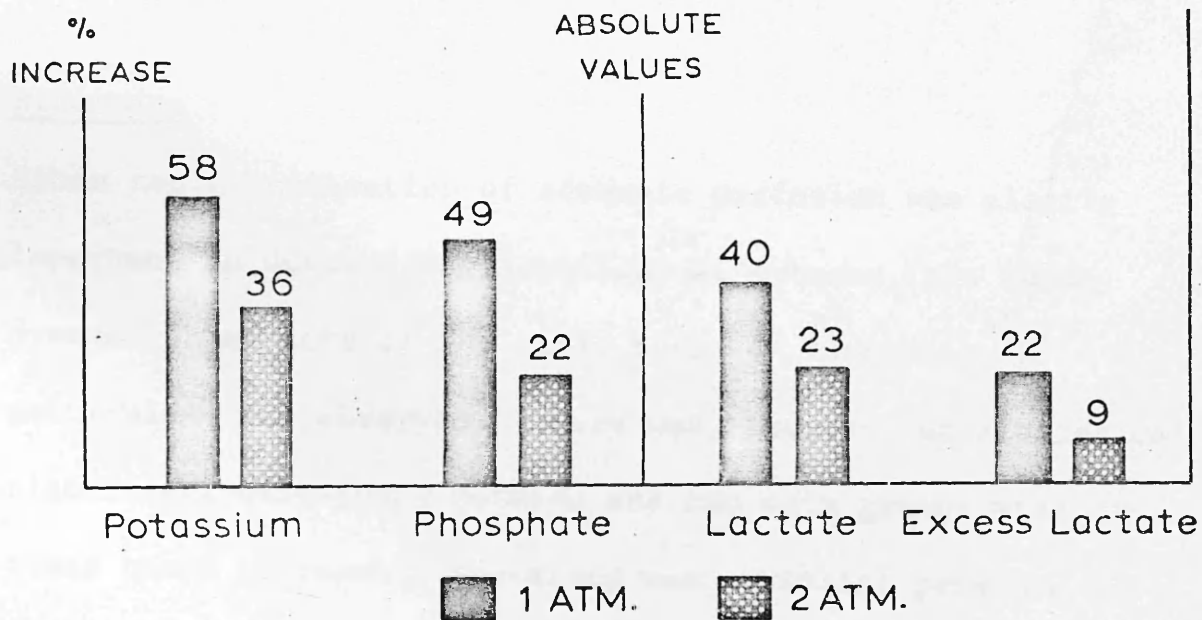 %
INCREASE
ABSOLUTE
VALUES
58
36
49
22
40
23
22
9
Potassium
Phosphate
Lactate
Excess Lactate
1 ATM.
2 ATM.